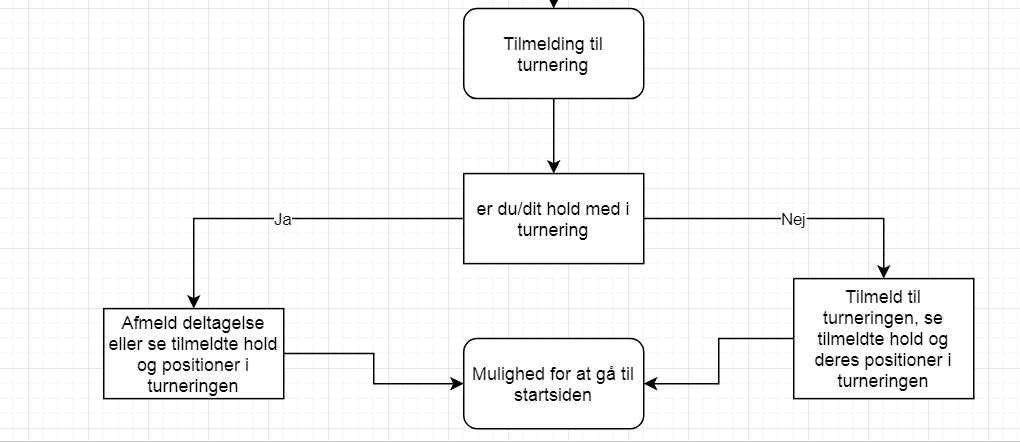 Tilmelding til
turnering
er du/dit hold med i
turnering
Ja
Nej
Afmeld deltagelse
eller se tilmeldte hold
og positioner i
turneringen
Tilmeld til
turneringen, se
tilmeldte hold og
deres positioner i
turneringen
Mulighed for at gå til
startsiden